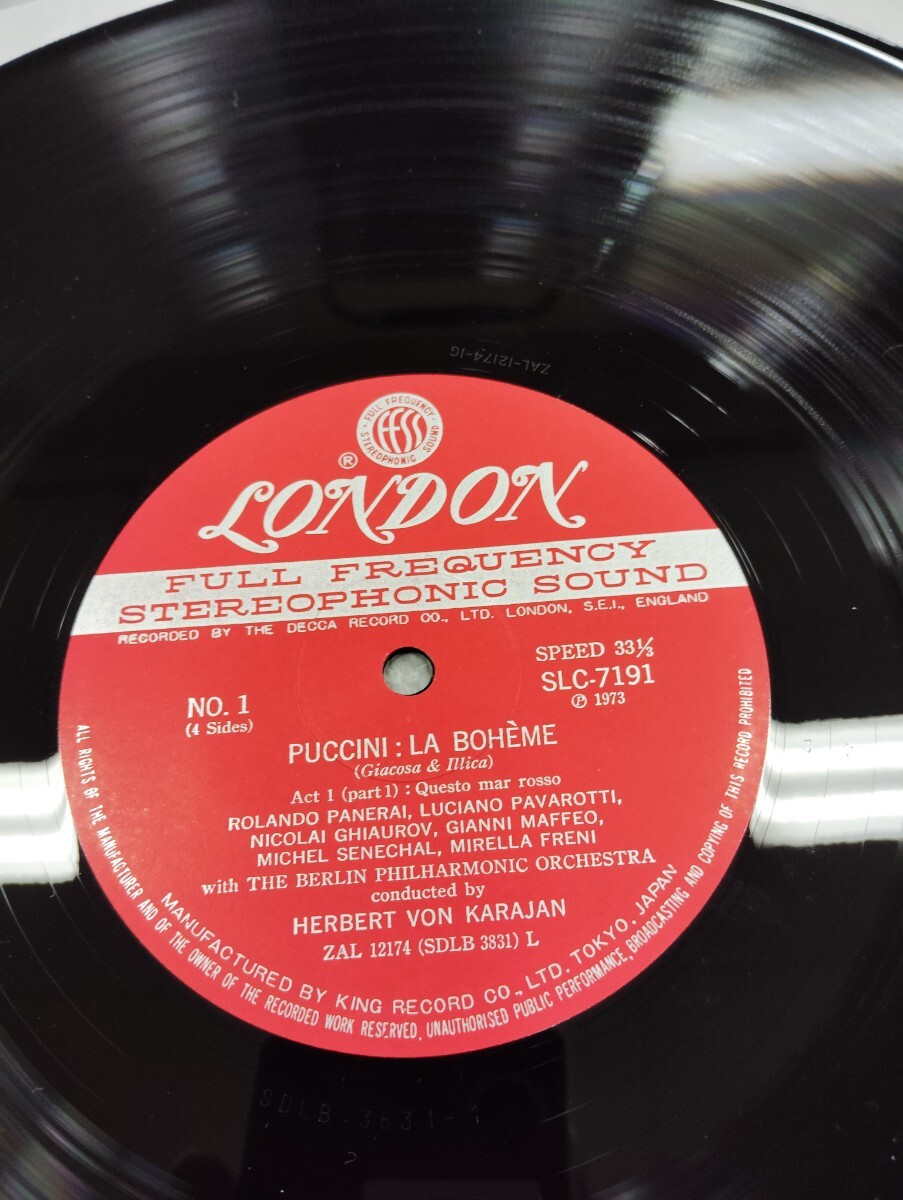 ZAL-12174-1G
FULL FREQUENCY
FFSS
STEREOPHONIC SOUND
®
LONDON
FULL FREQUENCY
STEREOPHONIC SOUND
RECORDED BY THE DECCA RECORD CO., LTD. LONDON, S.E.I., ENGLAND
SPEED 33⅓
SLC-7191
℗ 1973
NO. 1
(4 Sides)
PUCCINI : LA BOHÈME
(Giacosa & Illica)
Act 1 (part 1) : Questo mar rosso
ROLANDO PANERAI, LUCIANO PAVAROTTI,
NICOLAI GHIAUROV, GIANNI MAFFEO,
MICHEL SENECHAL, MIRELLA FRENI
with THE BERLIN PHILHARMONIC ORCHESTRA
conducted by
HERBERT VON KARAJAN
ZAL 12174 (SDLB 3831) L
MANUFACTURED BY KING RECORD CO., LTD. TOKYO, JAPAN
ALL RIGHTS OF THE MANUFACTURER AND OF THE OWNER OF THE RECORDED WORK RESERVED, UNAUTHORISED PUBLIC PERFORMANCE, BROADCASTING AND COPYING OF THIS RECORD PROHIBITED
SDLB-3831-1